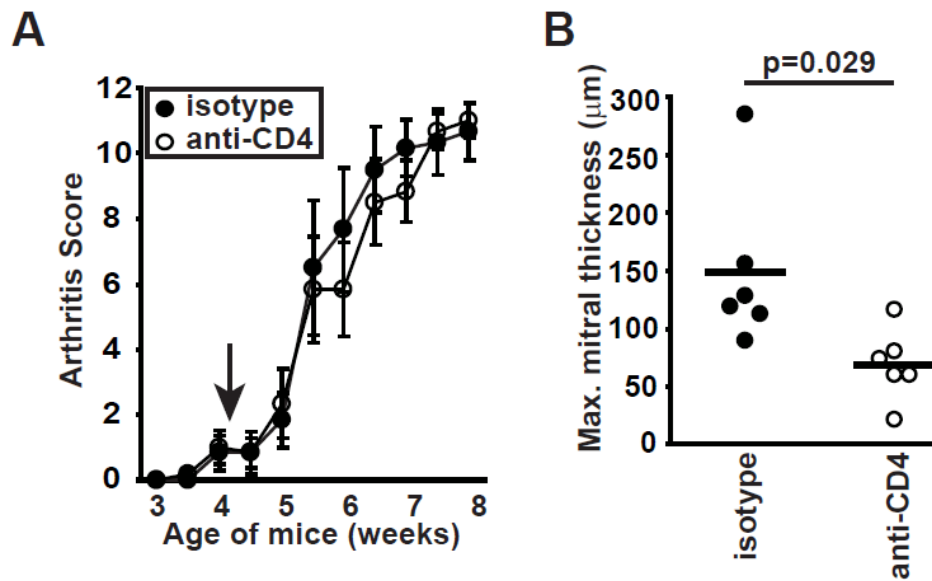 A
Arthritis Score
12
10
8
6
4
2
0
isotype
anti-CD4
3 4 5 6 7 8
Age of mice (weeks)
B
p=0.029
Max. mitral thickness (μm)
300
250
200
150
100
50
0
isotype
anti-CD4